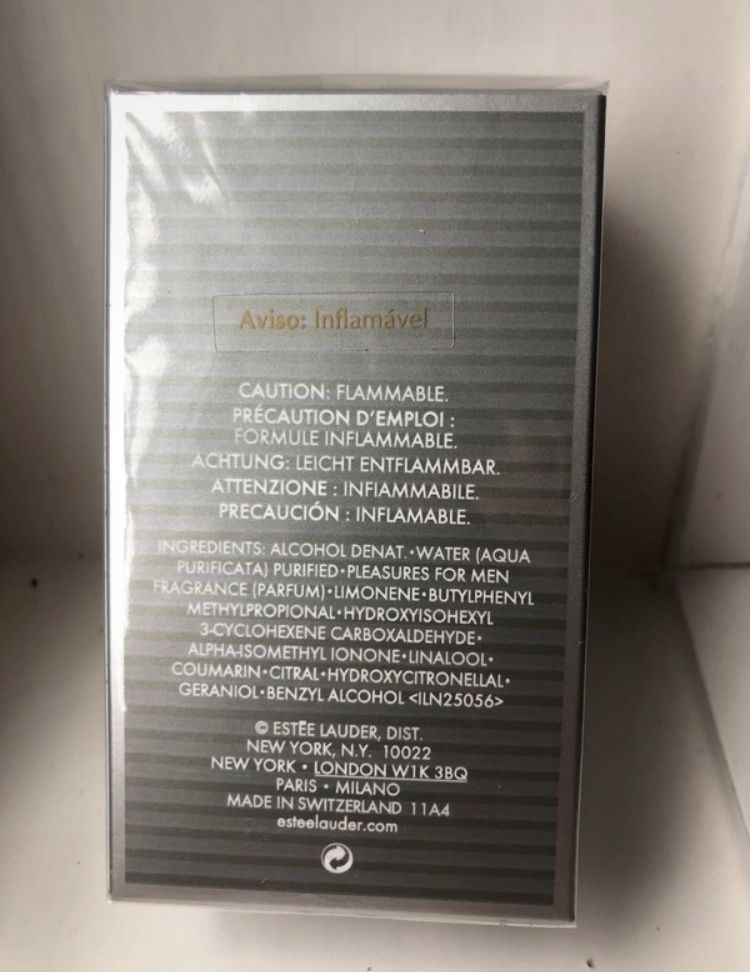 Aviso: Inflamável
CAUTION: FLAMMABLE.
PRÉCAUTION D'EMPLOI :
FORMULE INFLAMMABLE.
ACHTUNG: LEICHT ENTFLAMMBAR.
ATTENZIONE : INFIAMMABILE.
PRECAUCIÓN : INFLAMABLE.
INGREDIENTS: ALCOHOL DENAT.•WATER (AQUA
PURIFICATA) PURIFIED•PLEASURES FOR MEN
FRAGRANCE (PARFUM)•LIMONENE•BUTYLPHENYL
METHYLPROPIONAL•HYDROXYISOHEXYL
3-CYCLOHEXENE CARBOXALDEHYDE•
ALPHA-ISOMETHYL IONONE•LINALOOL•
COUMARIN•CITRAL•HYDROXYCITRONELLAL•
GERANIOL•BENZYL ALCOHOL <ILN25056>
© ESTĒE LAUDER, DIST.
NEW YORK, N.Y. 10022
NEW YORK • LONDON W1K 3BQ
PARIS • MILANO
MADE IN SWITZERLAND 11A4
esteelauder.com